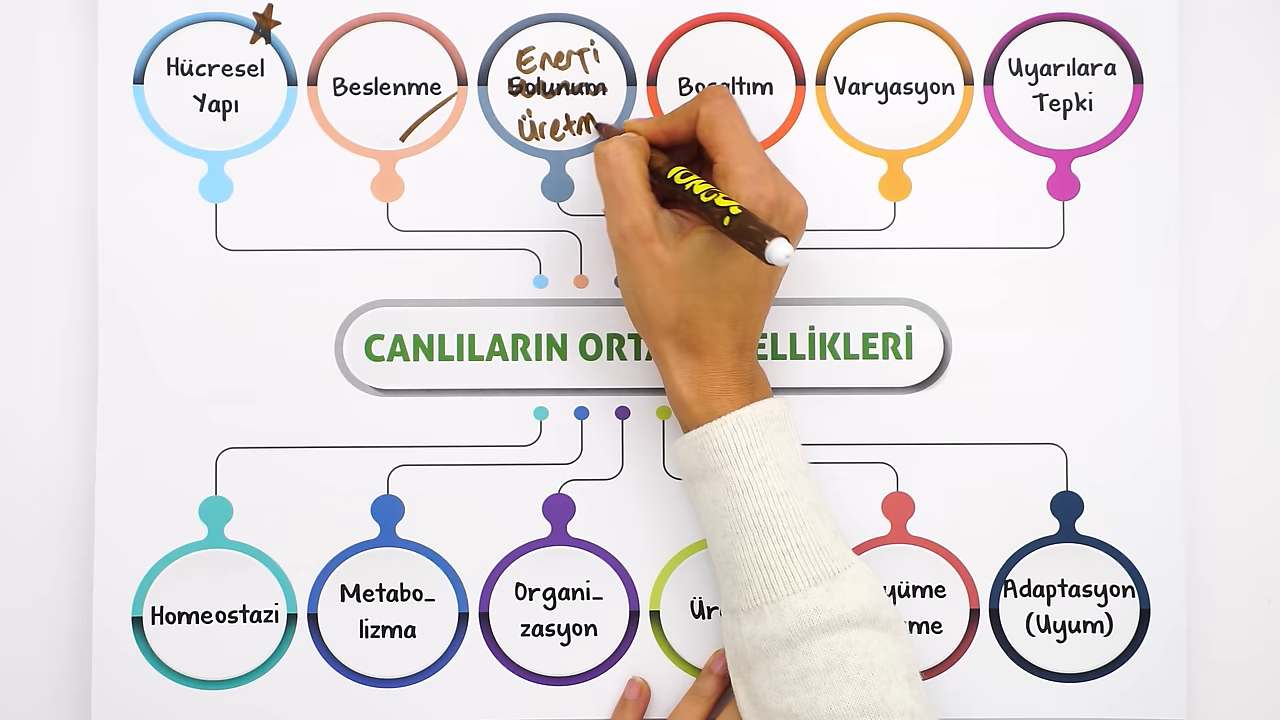 Hücresel
Yapı
Beslenme
Enerji
Solunum
Üretm
Boşaltım
Varyasyon
Uyarılara
Tepki
CANLILARIN ORTA ELLİKLERİ
Homeostazi
Metabo_
lizma
Organi_
zasyon
Adaptasyon
(Uyum)